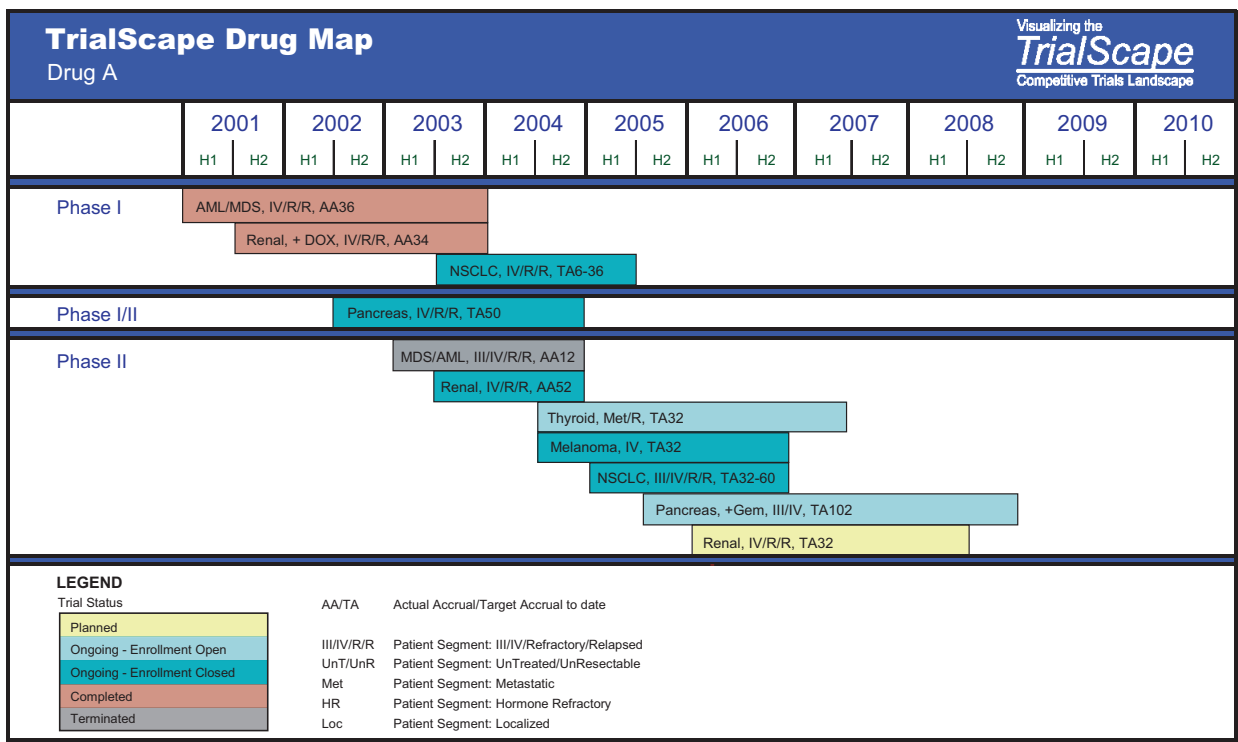 TrialScape Drug Map
Drug A
Visualizing the
TrialScape
Competitive Trials Landscape
2001 2002 2003 2004 2005 2006 2007 2008 2009 2010
H1 H2 H1 H2 H1 H2 H1 H2 H1 H2 H1 H2 H1 H2 H1 H2 H1 H2 H1 H2
Phase I
AML/MDS, IV/R/R, AA36
Renal, + DOX, IV/R/R, AA34
NSCLC, IV/R/R, TA6-36
Phase I/II
Pancreas, IV/R/R, TA50
Phase II
MDS/AML, III/IV/R/R, AA12
Renal, IV/R/R, AA52
Thyroid, Met/R, TA32
Melanoma, IV, TA32
NSCLC, III/IV/R/R, TA32-60
Pancreas, +Gem, III/IV, TA102
Renal, IV/R/R, TA32
LEGEND
Trial Status
Planned
Ongoing - Enrollment Open
Ongoing - Enrollment Closed
Completed
Terminated
AA/TA Actual Accrual/Target Accrual to date
III/IV/R/R Patient Segment: III/IV/Refractory/Relapsed
UnT/UnR Patient Segment: UnTreated/UnResectable
Met Patient Segment: Metastatic
HR Patient Segment: Hormone Refractory
Loc Patient Segment: Localized